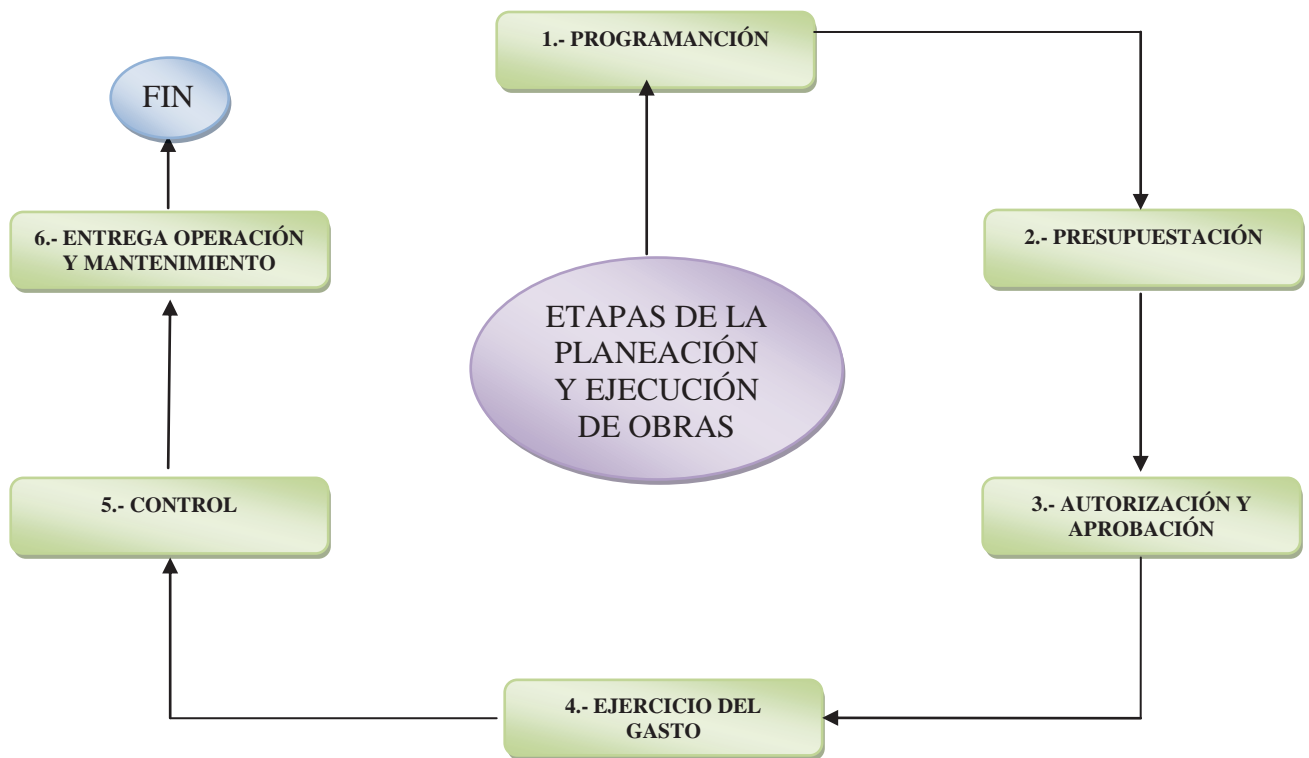 1.- PROGRAMANCIÓN
FIN
6.- ENTREGA OPERACIÓN
Y MANTENIMIENTO
2.- PRESUPUESTACIÓN
ETAPAS DE LA
PLANEACIÓN
Y EJECUCIÓN
DE OBRAS
5.- CONTROL
3.- AUTORIZACIÓN Y
APROBACIÓN
4.- EJERCICIO DEL
GASTO